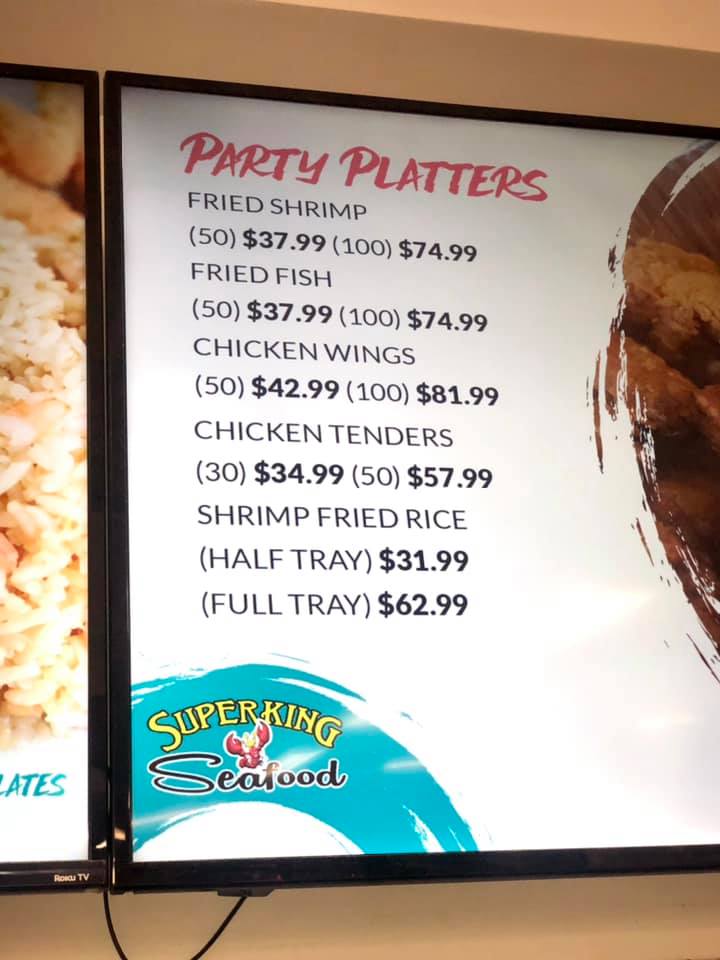 PARTY PLATTERS
FRIED SHRIMP
(50) $37.99 (100) $74.99
FRIED FISH
(50) $37.99 (100) $74.99
CHICKEN WINGS
(50) $42.99 (100) $81.99
CHICKEN TENDERS
(30) $34.99 (50) $57.99
SHRIMP FRIED RICE
(HALF TRAY) $31.99
(FULL TRAY) $62.99
SUPER KING
Seafood
LATES
Roku TV